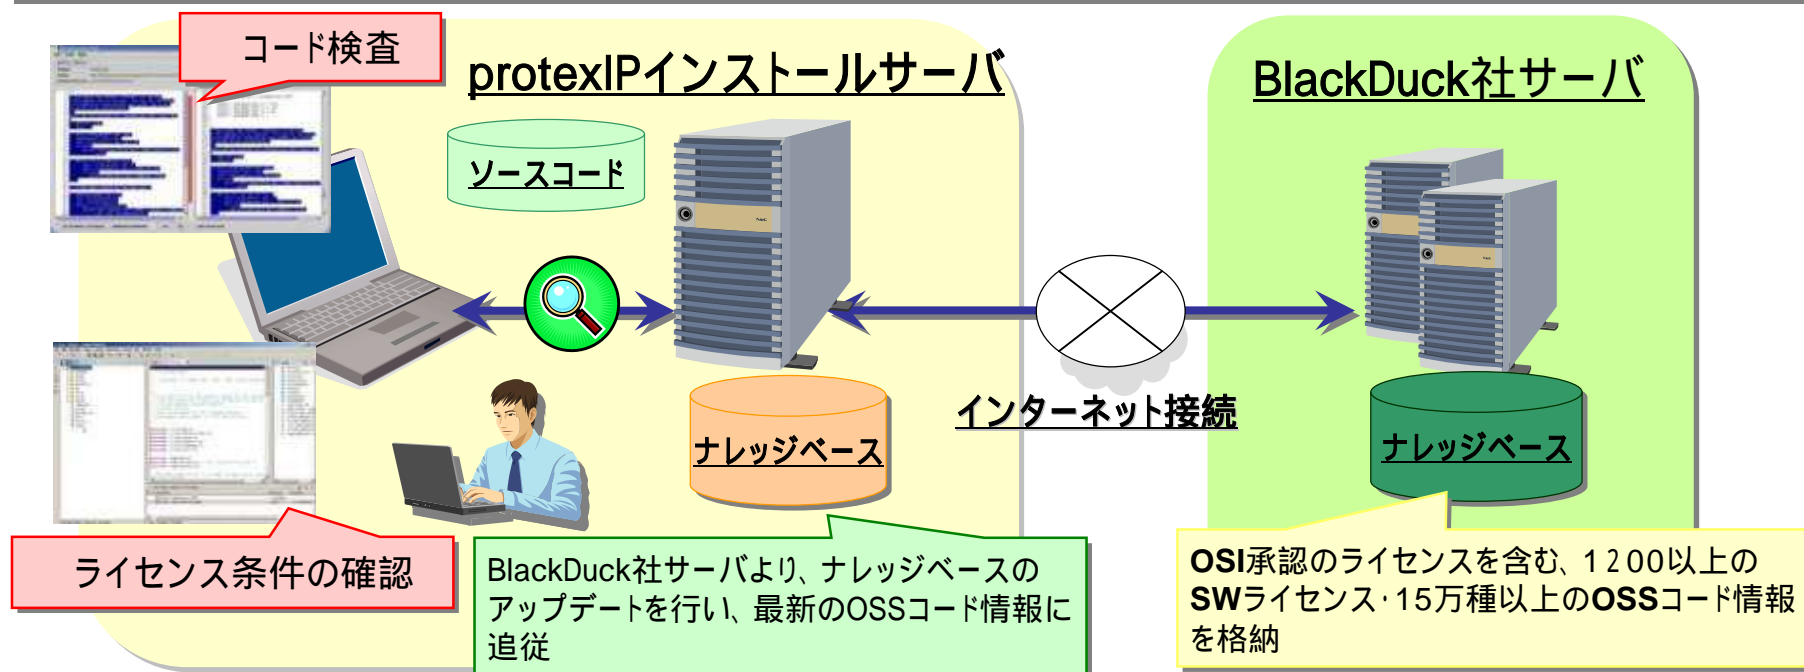 コード検査
protexIPインストールサーバ
BlackDuck社サーバ
ソースコード
インターネット接続
ナレッジベース
ナレッジベース
ライセンス条件の確認
BlackDuck社サーバより、ナレッジベースの
アップデートを行い、最新のOSSコード情報に
追従
OSI承認のライセンスを含む、1200以上の
SWライセンス・15万種以上のOSSコード情報
を格納